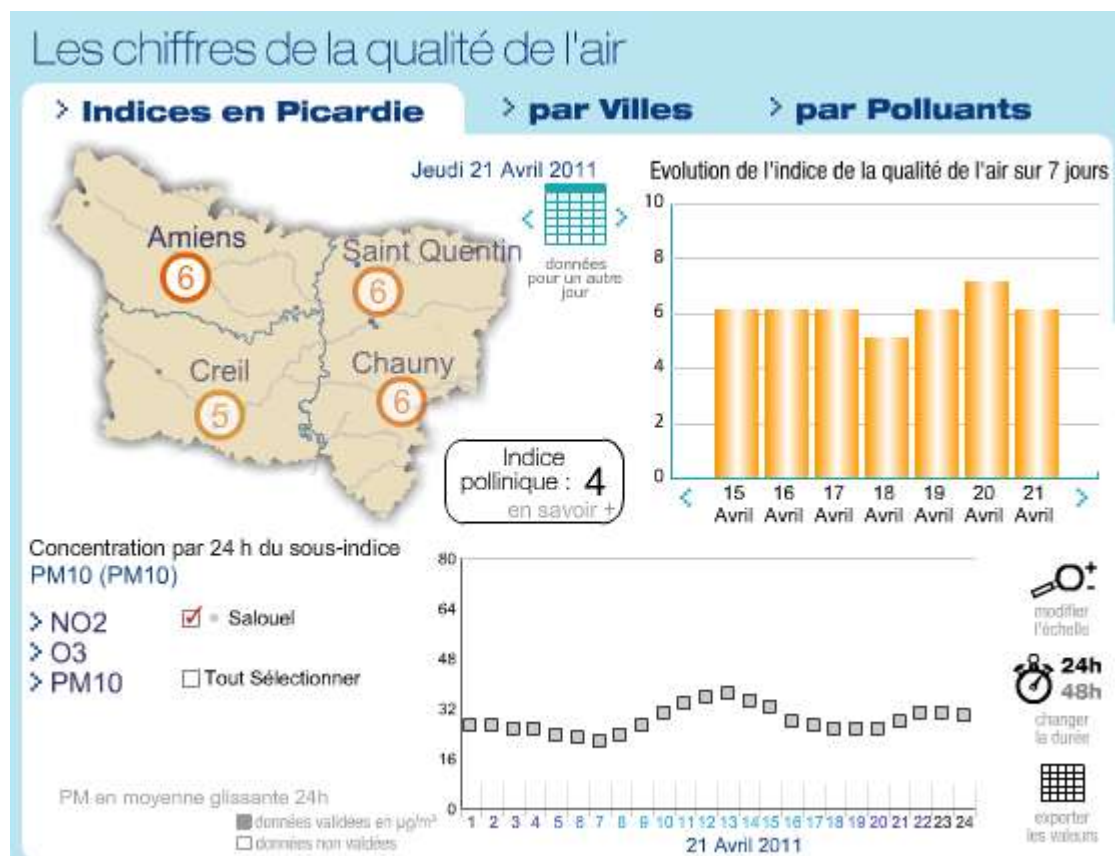 Les chiffres de la qualité de l'air
> Indices en Picardie > par Villes > par Polluants
Jeudi 21 Avril 2011
< >
données
pour un autre
jour
Amiens
6
Saint Quentin
6
Creil
5
Chauny
6
Indice
pollinique : 4
en savoir +
Evolution de l'indice de la qualité de l'air sur 7 jours
10
8
6
4
2
0
< 15 16 17 18 19 20 21 >
Avril Avril Avril Avril Avril Avril Avril
Concentration par 24 h du sous-indice
PM10 (PM10)
> NO2
> O3
> PM10
Salouel
Tout Sélectionner
PM en moyenne glissante 24h
données validées en µg/m³
données non valdées
80
64
48
32
16
0
1 2 3 4 5 6 7 8 9 10 11 12 13 14 15 16 17 18 19 20 21 22 23 24
21 Avril 2011
+
-
modifier
l'échelle
24h
48h
changer
la durée
exporter
les valeurs